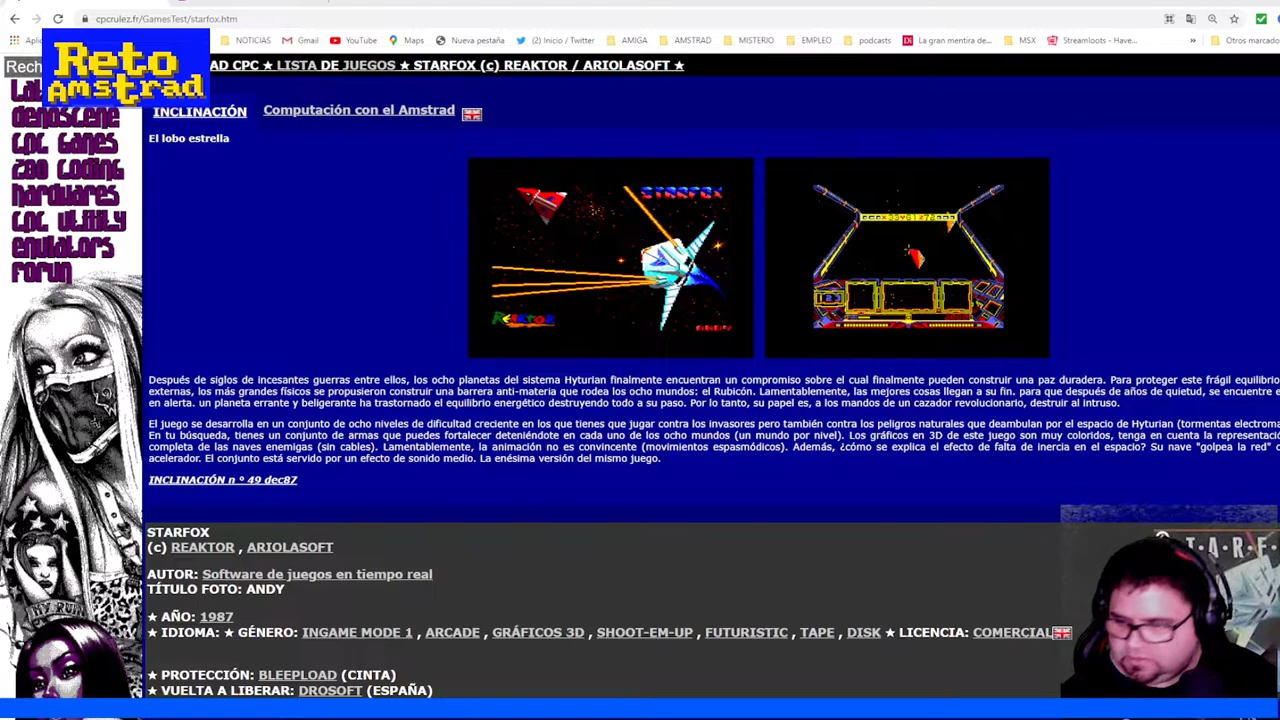 cpcrulez.fr/GamesTest/starfox.htm
NOTICIAS Gmail YouTube Maps Nueva pestaña (2) Inicio / Twitter AMIGA AMSTRAD MISTERIO EMPLEO podcasts La gran mentira de... MSX Streamloots - Have... » Otros marcado
Reto
Amstrad
Rech
AD CPC ★ LISTA DE JUEGOS ★ STARFOX (c) REAKTOR / ARIOLASOFT ★
demoscene
CPC Games
Z80 Coding
hardwares
CPC Utility
emulators
forum
INCLINACIÓN Computación con el Amstrad
El lobo estrella
STARFOX
REAKTOR
Después de siglos de incesantes guerras entre ellos, los ocho planetas del sistema Hyturian finalmente encuentran un compromiso sobre el cual finalmente pueden construir una paz duradera. Para proteger este frágil equilibrio
externas, los más grandes físicos se propusieron construir una barrera anti-materia que rodea los ocho mundos: el Rubicón. Lamentablemente, las mejores cosas llegan a su fin. para que después de años de quietud, se encuentre e
en alerta. un planeta errante y beligerante ha trastornado el equilibrio energético destruyendo todo a su paso. Por lo tanto, su papel es, a los mandos de un cazador revolucionario, destruir al intruso.
El juego se desarrolla en un conjunto de ocho niveles de dificultad creciente en los que tienes que jugar contra los invasores pero también contra los peligros naturales que deambulan por el espacio de Hyturian (tormentas electroma
En tu búsqueda, tienes un conjunto de armas que puedes fortalecer deteniéndote en cada uno de los ocho mundos (un mundo por nivel). Los gráficos en 3D de este juego son muy coloridos, tenga en cuenta la representació
completa de las naves enemigas (sin cables). Lamentablemente, la animación no es convincente (movimientos espasmódicos). Además, ¿cómo se explica el efecto de falta de inercia en el espacio? Su nave "golpea la red" c
acelerador. El conjunto está servido por un efecto de sonido medio. La enésima versión del mismo juego.
INCLINACIÓN n º 49 dec87
STARFOX
(c) REAKTOR , ARIOLASOFT
AUTOR: Software de juegos en tiempo real
TÍTULO FOTO: ANDY
★ AÑO: 1987
★ IDIOMA: ★ GÉNERO: INGAME MODE 1 , ARCADE , GRÁFICOS 3D , SHOOT-EM-UP , FUTURISTIC , TAPE , DISK ★ LICENCIA: COMERCIAL
★ PROTECCIÓN: BLEEPLOAD (CINTA)
★ VUELTA A LIBERAR: DROSOFT (ESPAÑA)